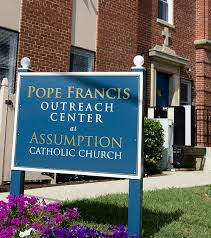 POPE FRANCIS
OUTREACH
CENTER
at
ASSUMPTION
CATHOLIC CHURCH